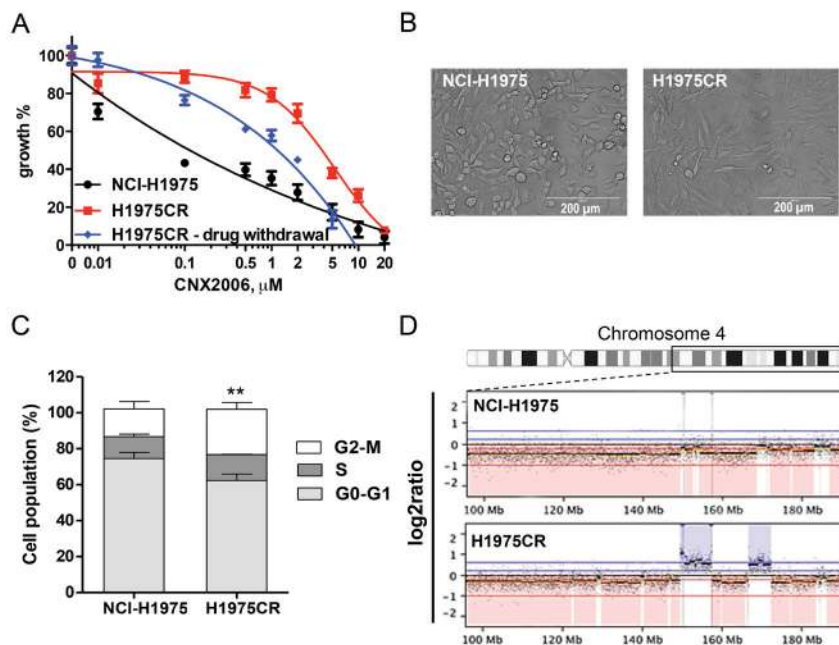 A
100
80
60
40
20
0
growth %
NCI-H1975
H1975CR
H1975CR - drug withdrawal
0 0.01 0.1 0.5 1 2 5 10 20
CNX2006, μM
B
NCI-H1975
H1975CR
200 μm
200 μm
C
120
100
80
60
40
20
0
Cell population (%)
**
G2-M
S
G0-G1
NCI-H1975 H1975CR
D
Chromosome 4
log2ratio
NCI-H1975
2
1
0
-1
-2
100 Mb 120 Mb 140 Mb 160 Mb 180 Mb
H1975CR
2
1
0
-1
-2
100 Mb 120 Mb 140 Mb 160 Mb 180 Mb